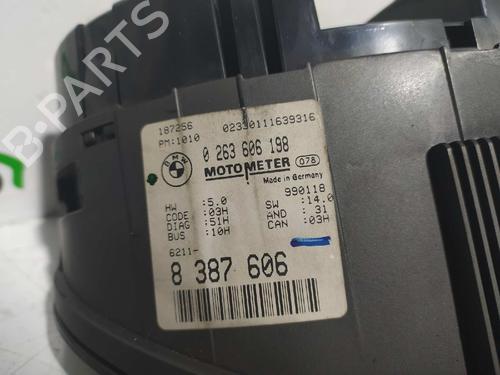 B-PARTS
187256 02330111639316
PM:1010
BMW 0 263 606 198
MOTOMETER 078
Made in Germany
990118
HW :5.0 SW :14.0
CODE :03H AND :31
DIAG :51H CAN :03H
BUS :10H
6211-
8 387 606